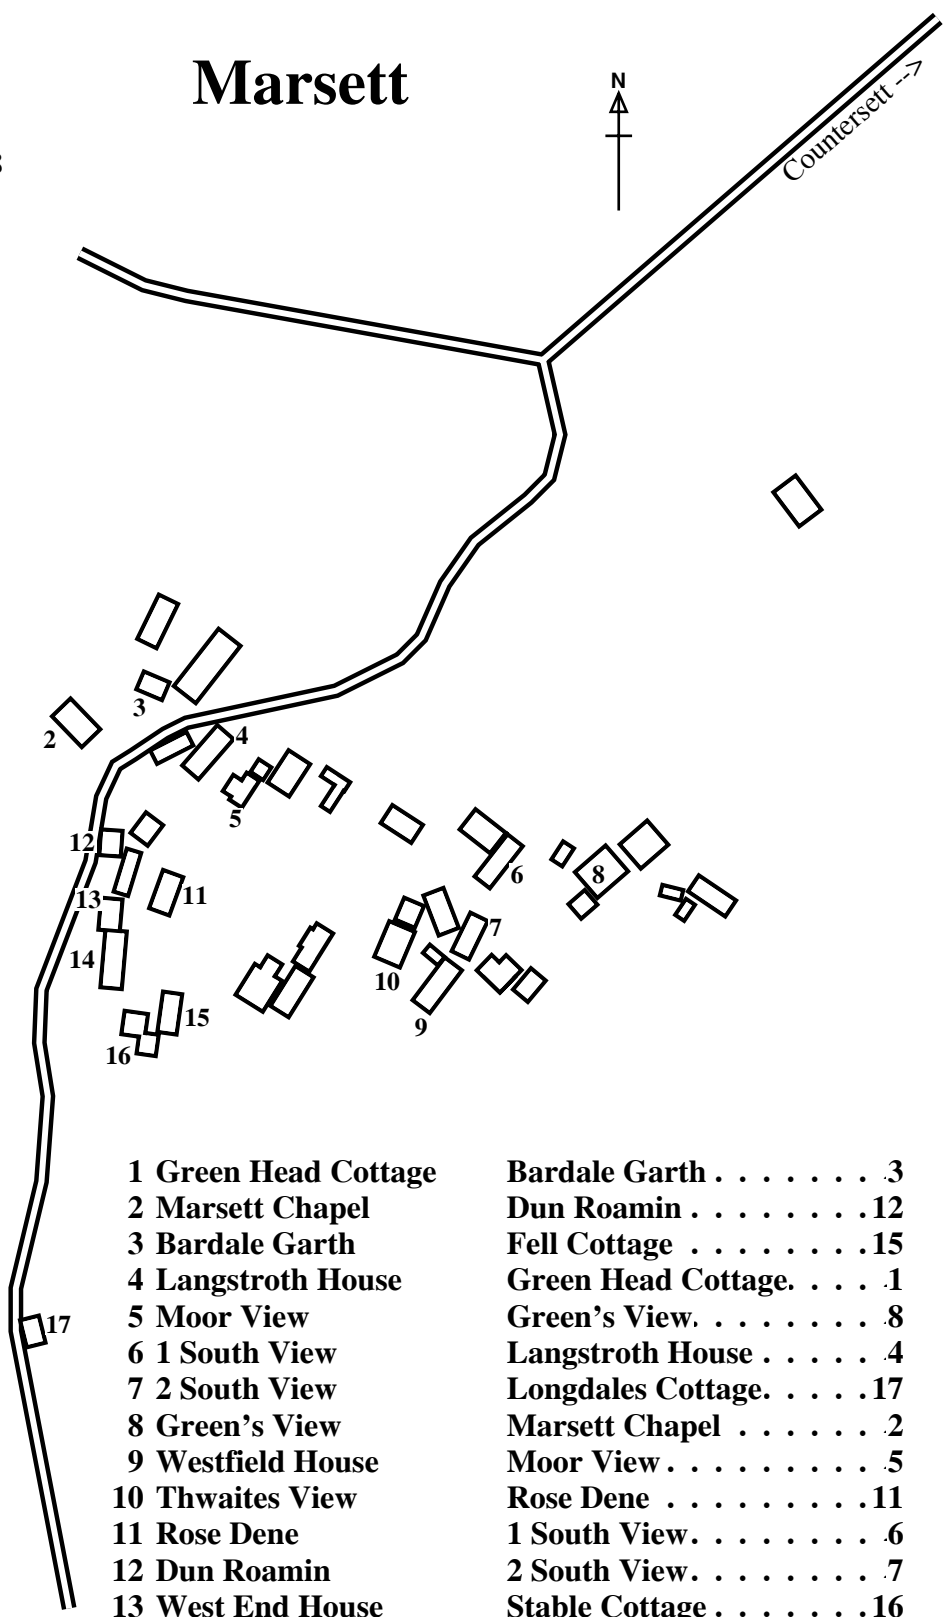 Marsett
N
Countersett -->
3
2
4
5
12
6
8
13
11
7
14
10
15
9
16
17
1 Green Head Cottage
2 Marsett Chapel
3 Bardale Garth
4 Langstroth House
5 Moor View
6 1 South View
7 2 South View
8 Green's View
9 Westfield House
10 Thwaites View
11 Rose Dene
12 Dun Roamin
13 West End House
Bardale Garth . . . . . . . . 3
Dun Roamin . . . . . . . . 12
Fell Cottage . . . . . . . . 15
Green Head Cottage. . . . . 1
Green's View. . . . . . . . . 8
Langstroth House . . . . . . 4
Longdales Cottage. . . . . 17
Marsett Chapel . . . . . . . 2
Moor View . . . . . . . . . . 5
Rose Dene . . . . . . . . . 11
1 South View. . . . . . . . . 6
2 South View. . . . . . . . . 7
Stable Cottage . . . . . . . 16